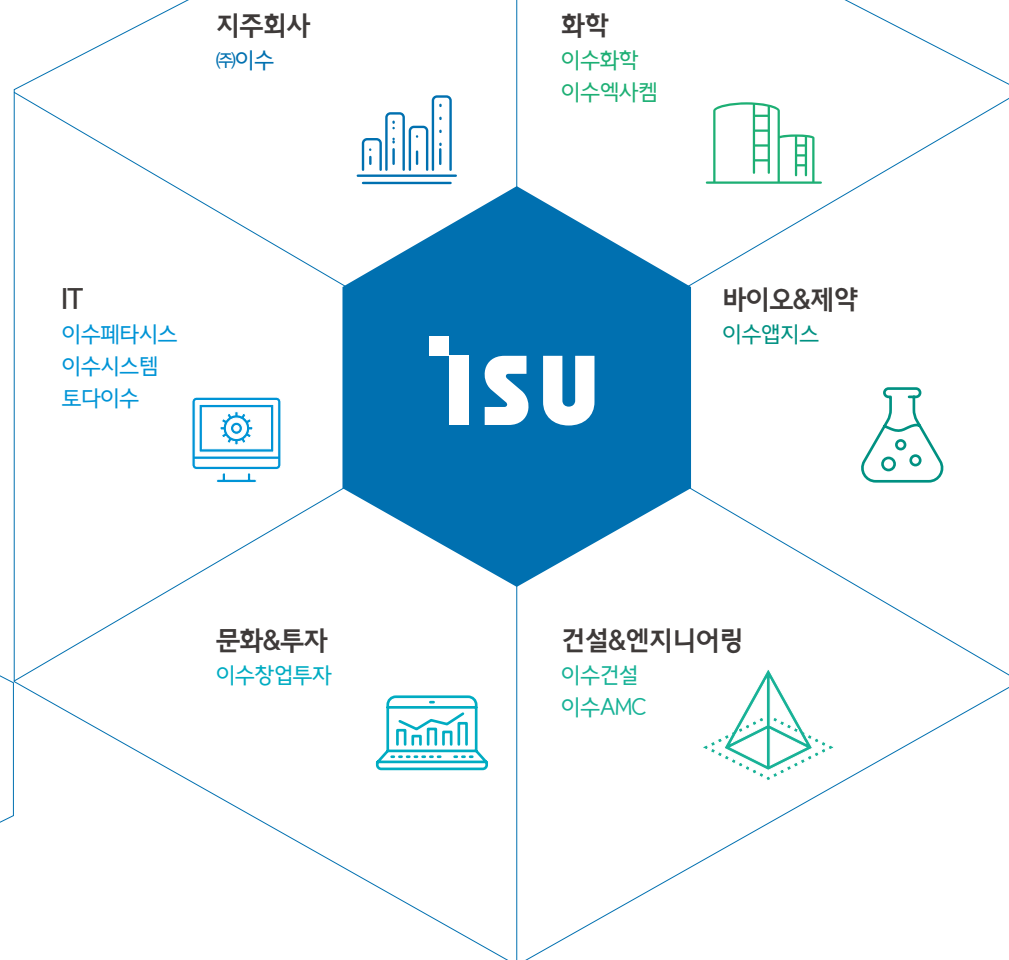 지주회사
㈜이수
화학
이수화학
이수엑사켐
IT
이수페타시스
이수시스템
토다이수
isu
바이오&제약
이수앱지스
문화&투자
이수창업투자
건설&엔지니어링
이수건설
이수AMC